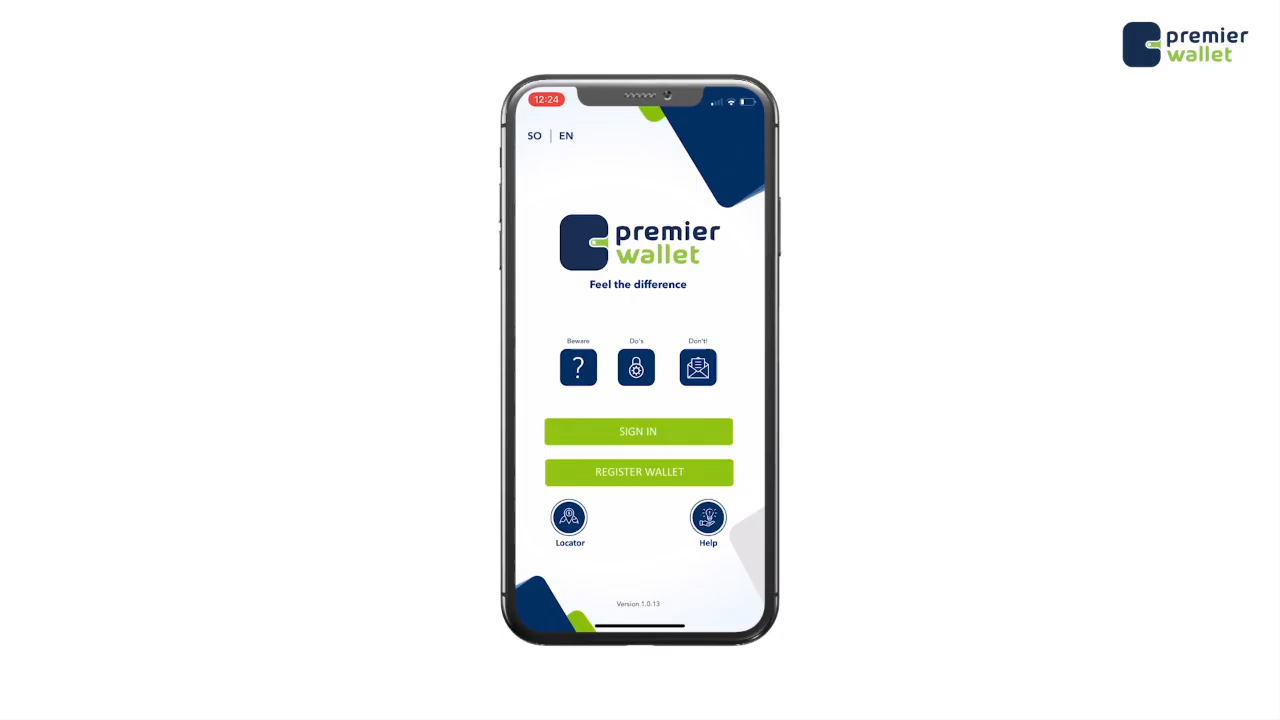 premier
wallet
12:24
SO | EN
premier
wallet
Feel the difference
Beware
Do's
Don't!
?
SIGN IN
REGISTER WALLET
Locator
Help
Version 1.0.13